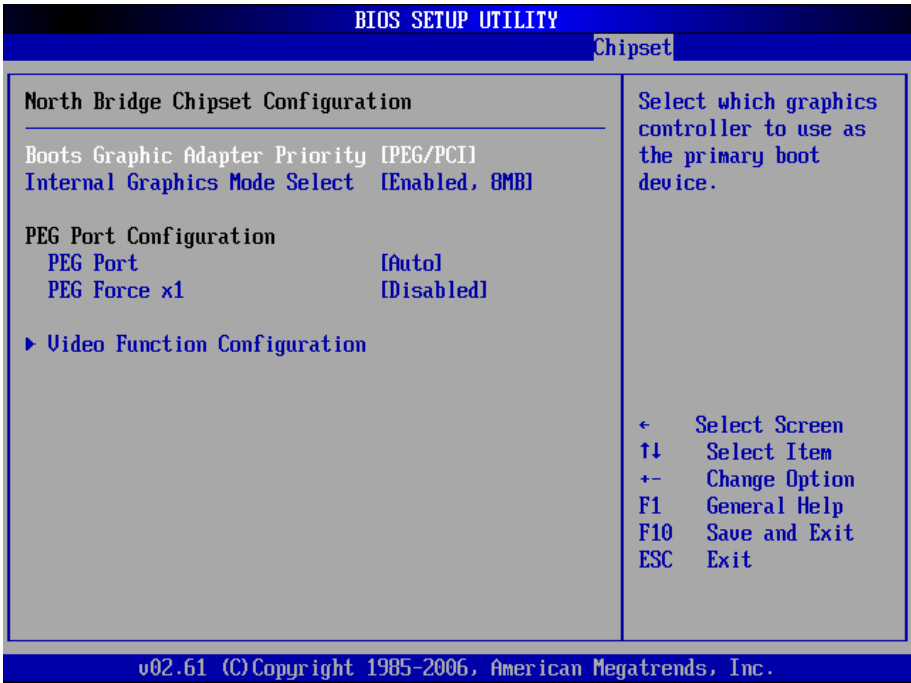 BIOS SETUP UTILITY
Chipset
North Bridge Chipset Configuration
Boots Graphic Adapter Priority [PEG/PCI]
Internal Graphics Mode Select [Enabled, 8MB]
PEG Port Configuration
PEG Port [Auto]
PEG Force x1 [Disabled]
▶ Video Function Configuration
Select which graphics
controller to use as
the primary boot
device.
← Select Screen
↑↓ Select Item
+- Change Option
F1 General Help
F10 Save and Exit
ESC Exit
v02.61 (C)Copyright 1985-2006, American Megatrends, Inc.